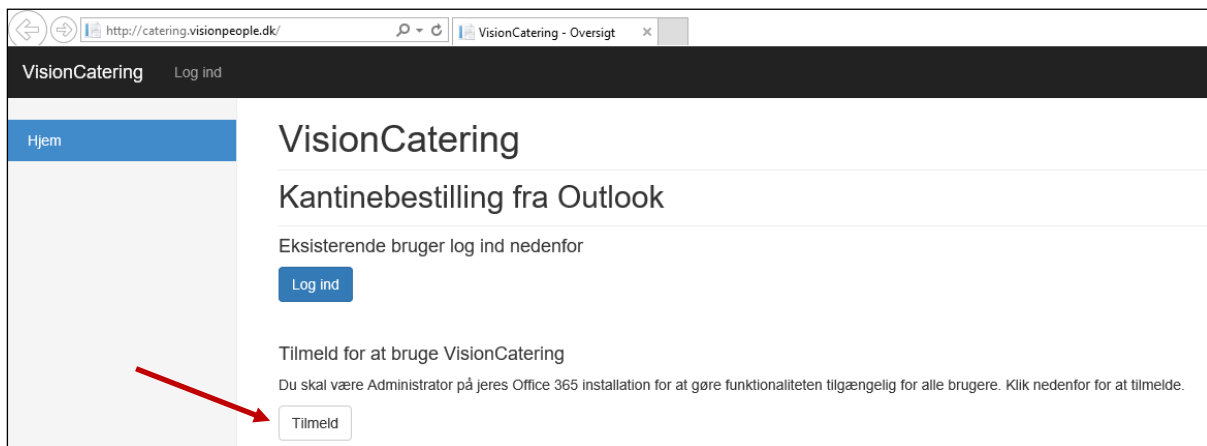 http://catering.visionpeople.dk/
VisionCatering - Oversigt
VisionCatering Log ind
Hjem
VisionCatering
Kantinebestilling fra Outlook
Eksisterende bruger log ind nedenfor
Log ind
Tilmeld for at bruge VisionCatering
Du skal være Administrator på jeres Office 365 installation for at gøre funktionaliteten tilgængelig for alle brugere. Klik nedenfor for at tilmelde.
Tilmeld